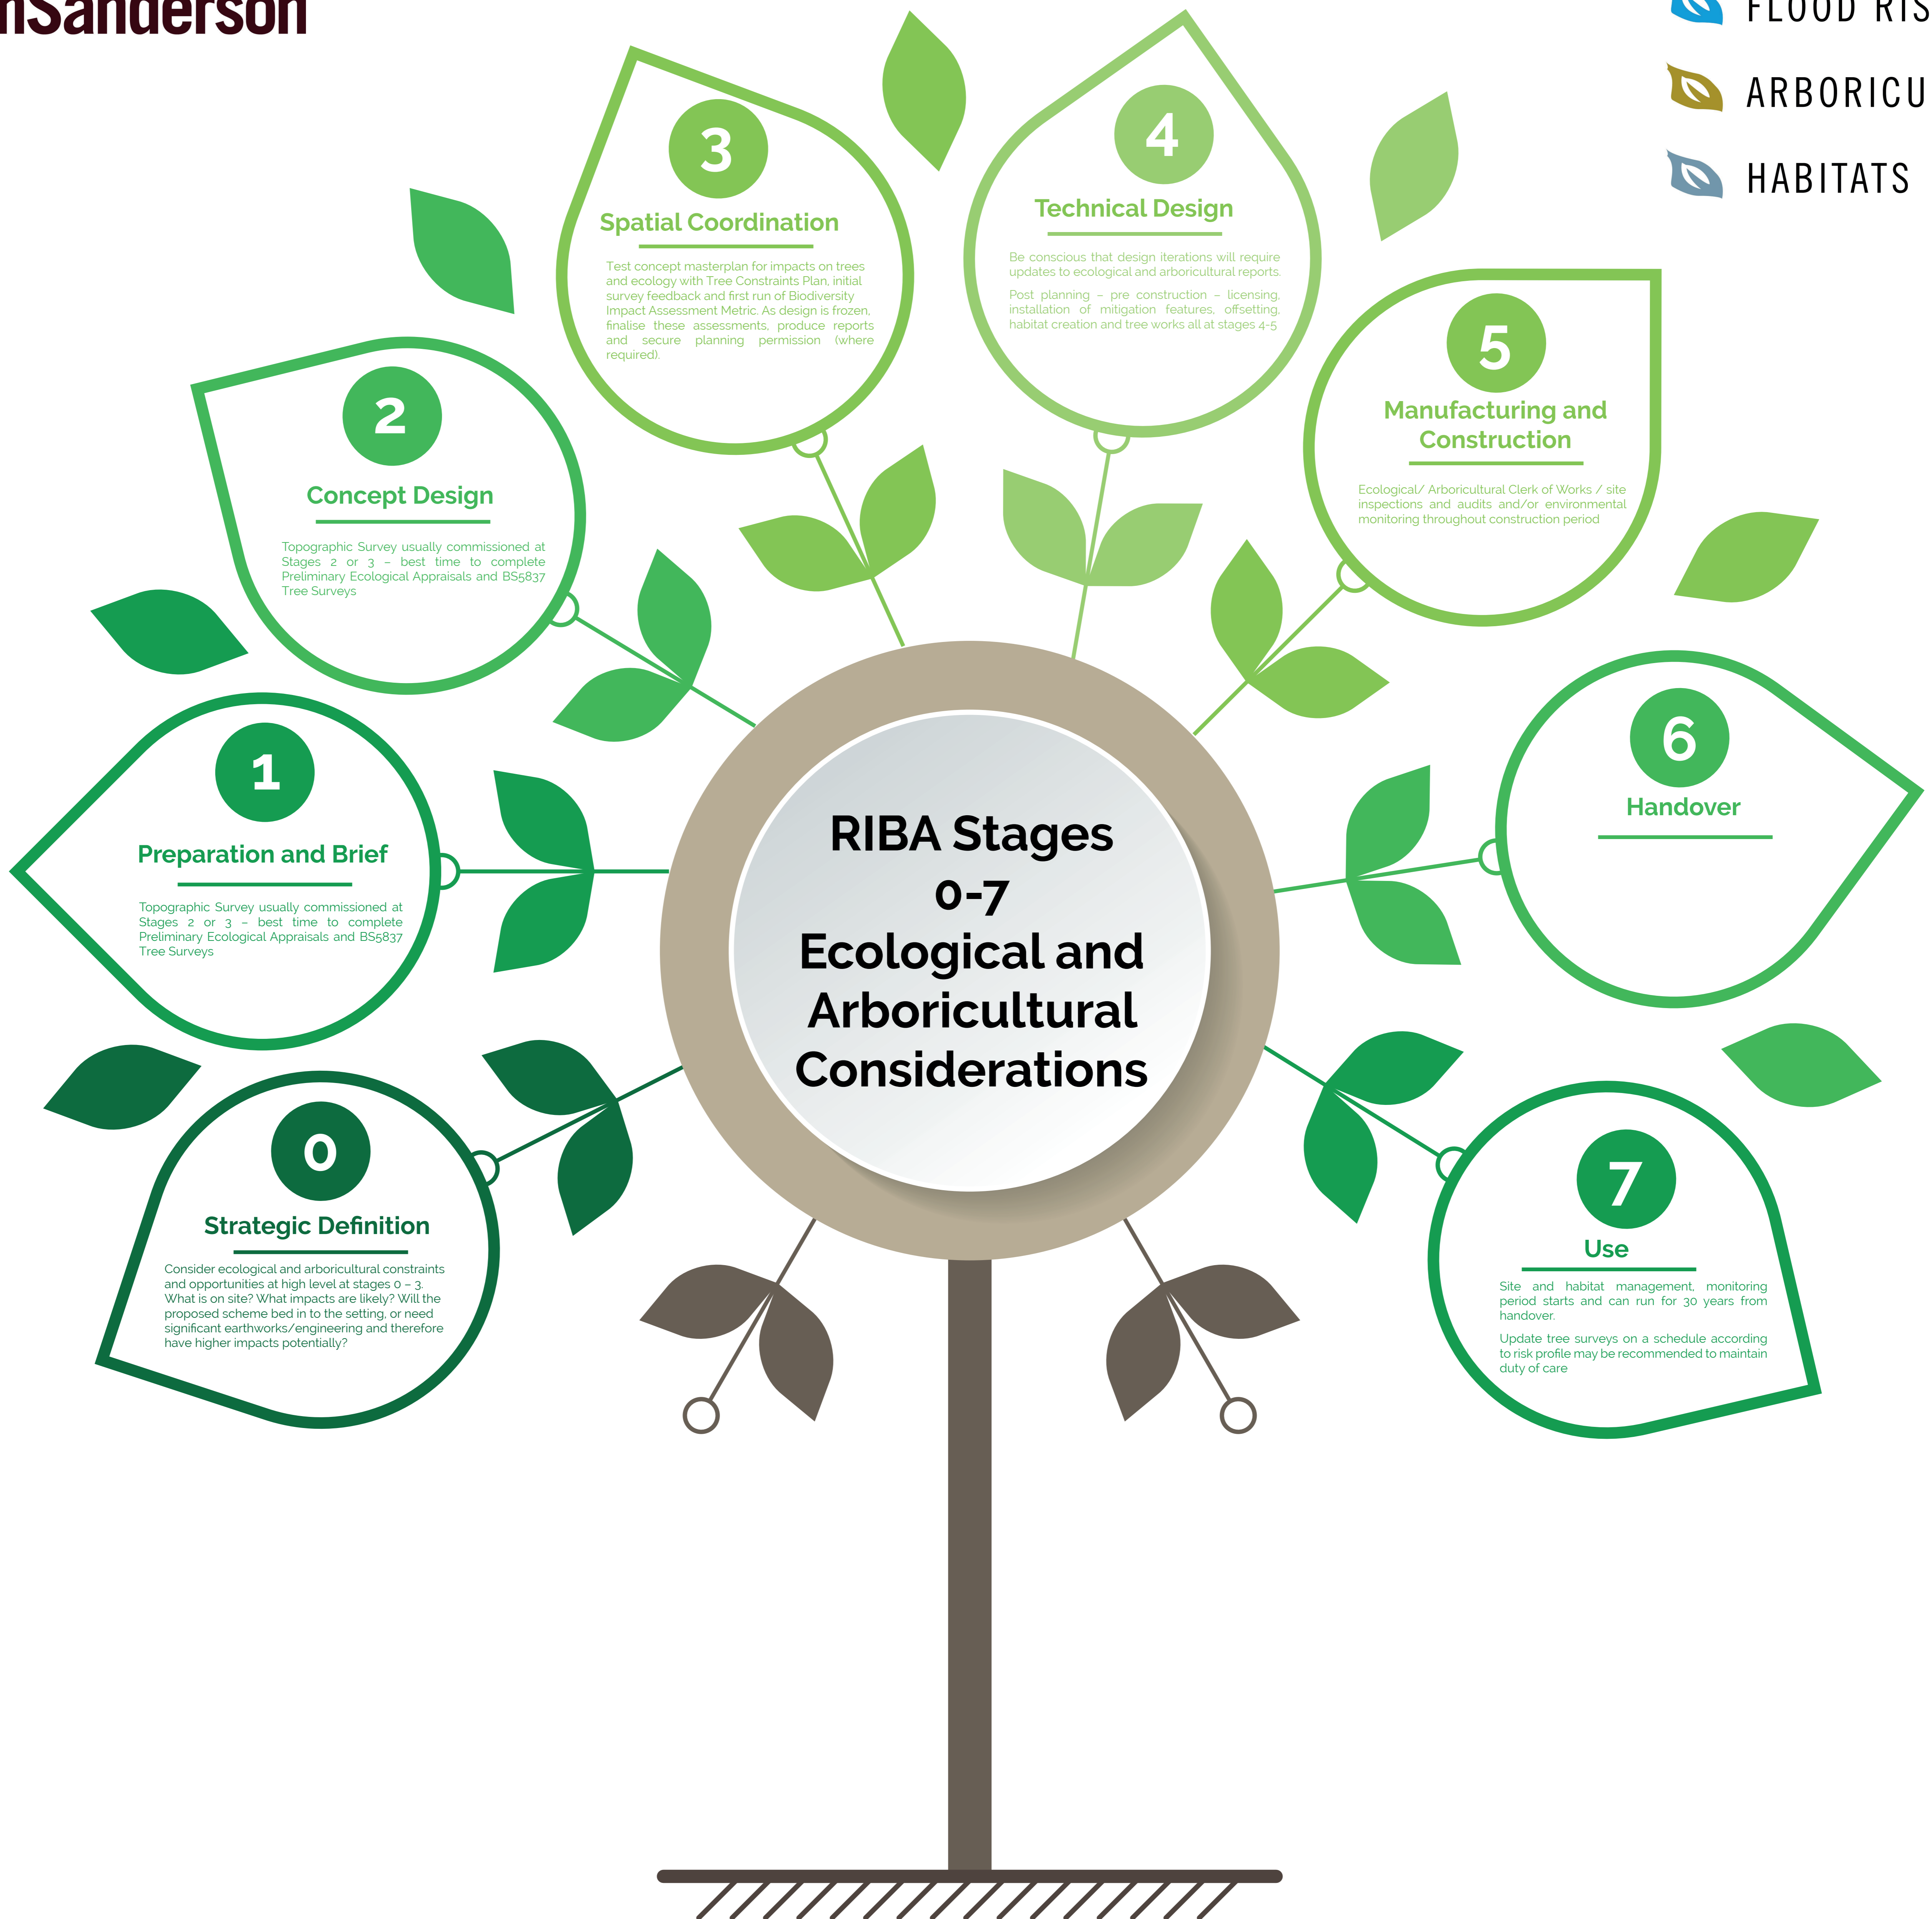 nSanderson
FLOOD RIS
ARBORICU
HABITATS
3
Spatial Coordination
Test concept masterplan for impacts on trees
and ecology with Tree Constraints Plan, initial
survey feedback and first run of Biodiversity
Impact Assessment Metric. As design is frozen,
finalise these assessments, produce reports
and secure planning permission (where
required).
4
Technical Design
Be conscious that design iterations will require
updates to ecological and arboricultural reports.
Post planning – pre construction – licensing,
installation of mitigation features, offsetting,
habitat creation and tree works all at stages 4-5
5
Manufacturing and
Construction
Ecological/ Arboricultural Clerk of Works / site
inspections and audits and/or environmental
monitoring throughout construction period
2
Concept Design
Topographic Survey usually commissioned at
Stages 2 or 3 – best time to complete
Preliminary Ecological Appraisals and BS5837
Tree Surveys
6
Handover
1
Preparation and Brief
Topographic Survey usually commissioned at
Stages 2 or 3 – best time to complete
Preliminary Ecological Appraisals and BS5837
Tree Surveys
RIBA Stages
0-7
Ecological and
Arboricultural
Considerations
0
Strategic Definition
Consider ecological and arboricultural constraints
and opportunities at high level at stages 0 – 3.
What is on site? What impacts are likely? Will the
proposed scheme bed in to the setting, or need
significant earthworks/engineering and therefore
have higher impacts potentially?
7
Use
Site and habitat management, monitoring
period starts and can run for 30 years from
handover.
Update tree surveys on a schedule according
to risk profile may be recommended to maintain
duty of care